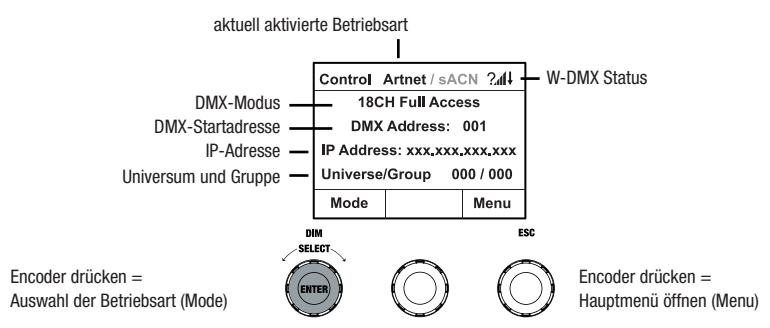 aktuell aktivierte Betriebsart
Control Artnet / sACN ?
W-DMX Status
DMX-Modus
18CH Full Access
DMX-Startadresse
DMX Address: 001
IP-Adresse
IP Address: xxx.xxx.xxx.xxx
Universum und Gruppe
Universe/Group 000 / 000
Mode
Menu
DIM
SELECT
ESC
ENTER
Encoder drücken =
Auswahl der Betriebsart (Mode)
Encoder drücken =
Hauptmenü öffnen (Menu)